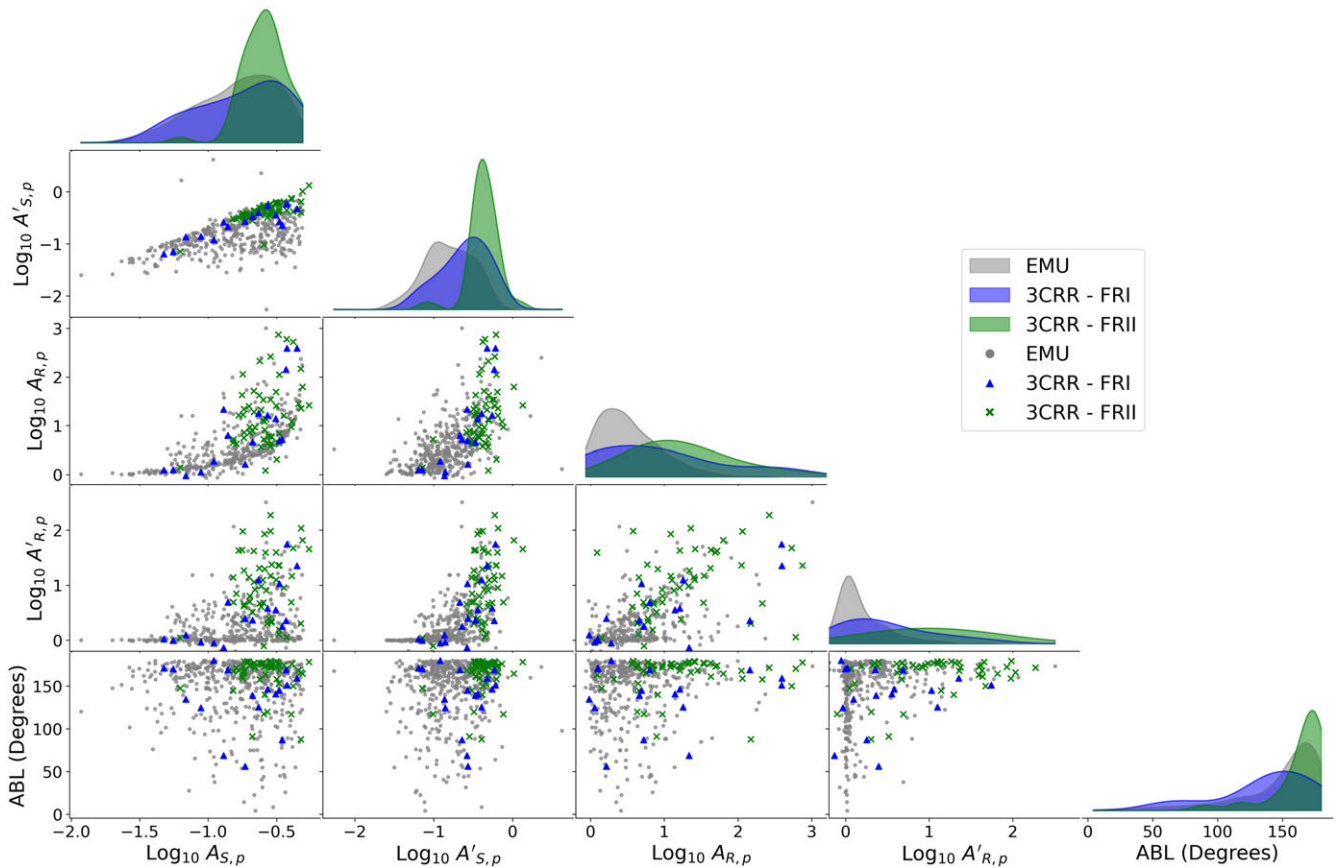 Log₁₀ A'S,p
0
−1
−2
EMU
3CRR - FRI
3CRR - FRII
EMU
3CRR - FRI
3CRR - FRII
Log₁₀ AR,p
3
2
1
0
Log₁₀ A'R,p
2
1
0
ABL (Degrees)
150
100
50
0
−2.0 −1.5 −1.0 −0.5 −2 −1 0 0 1 2 3 0 1 2 0 50 100 150
Log₁₀ AS,p Log₁₀ A'S,p Log₁₀ AR,p Log₁₀ A'R,p ABL (Degrees)